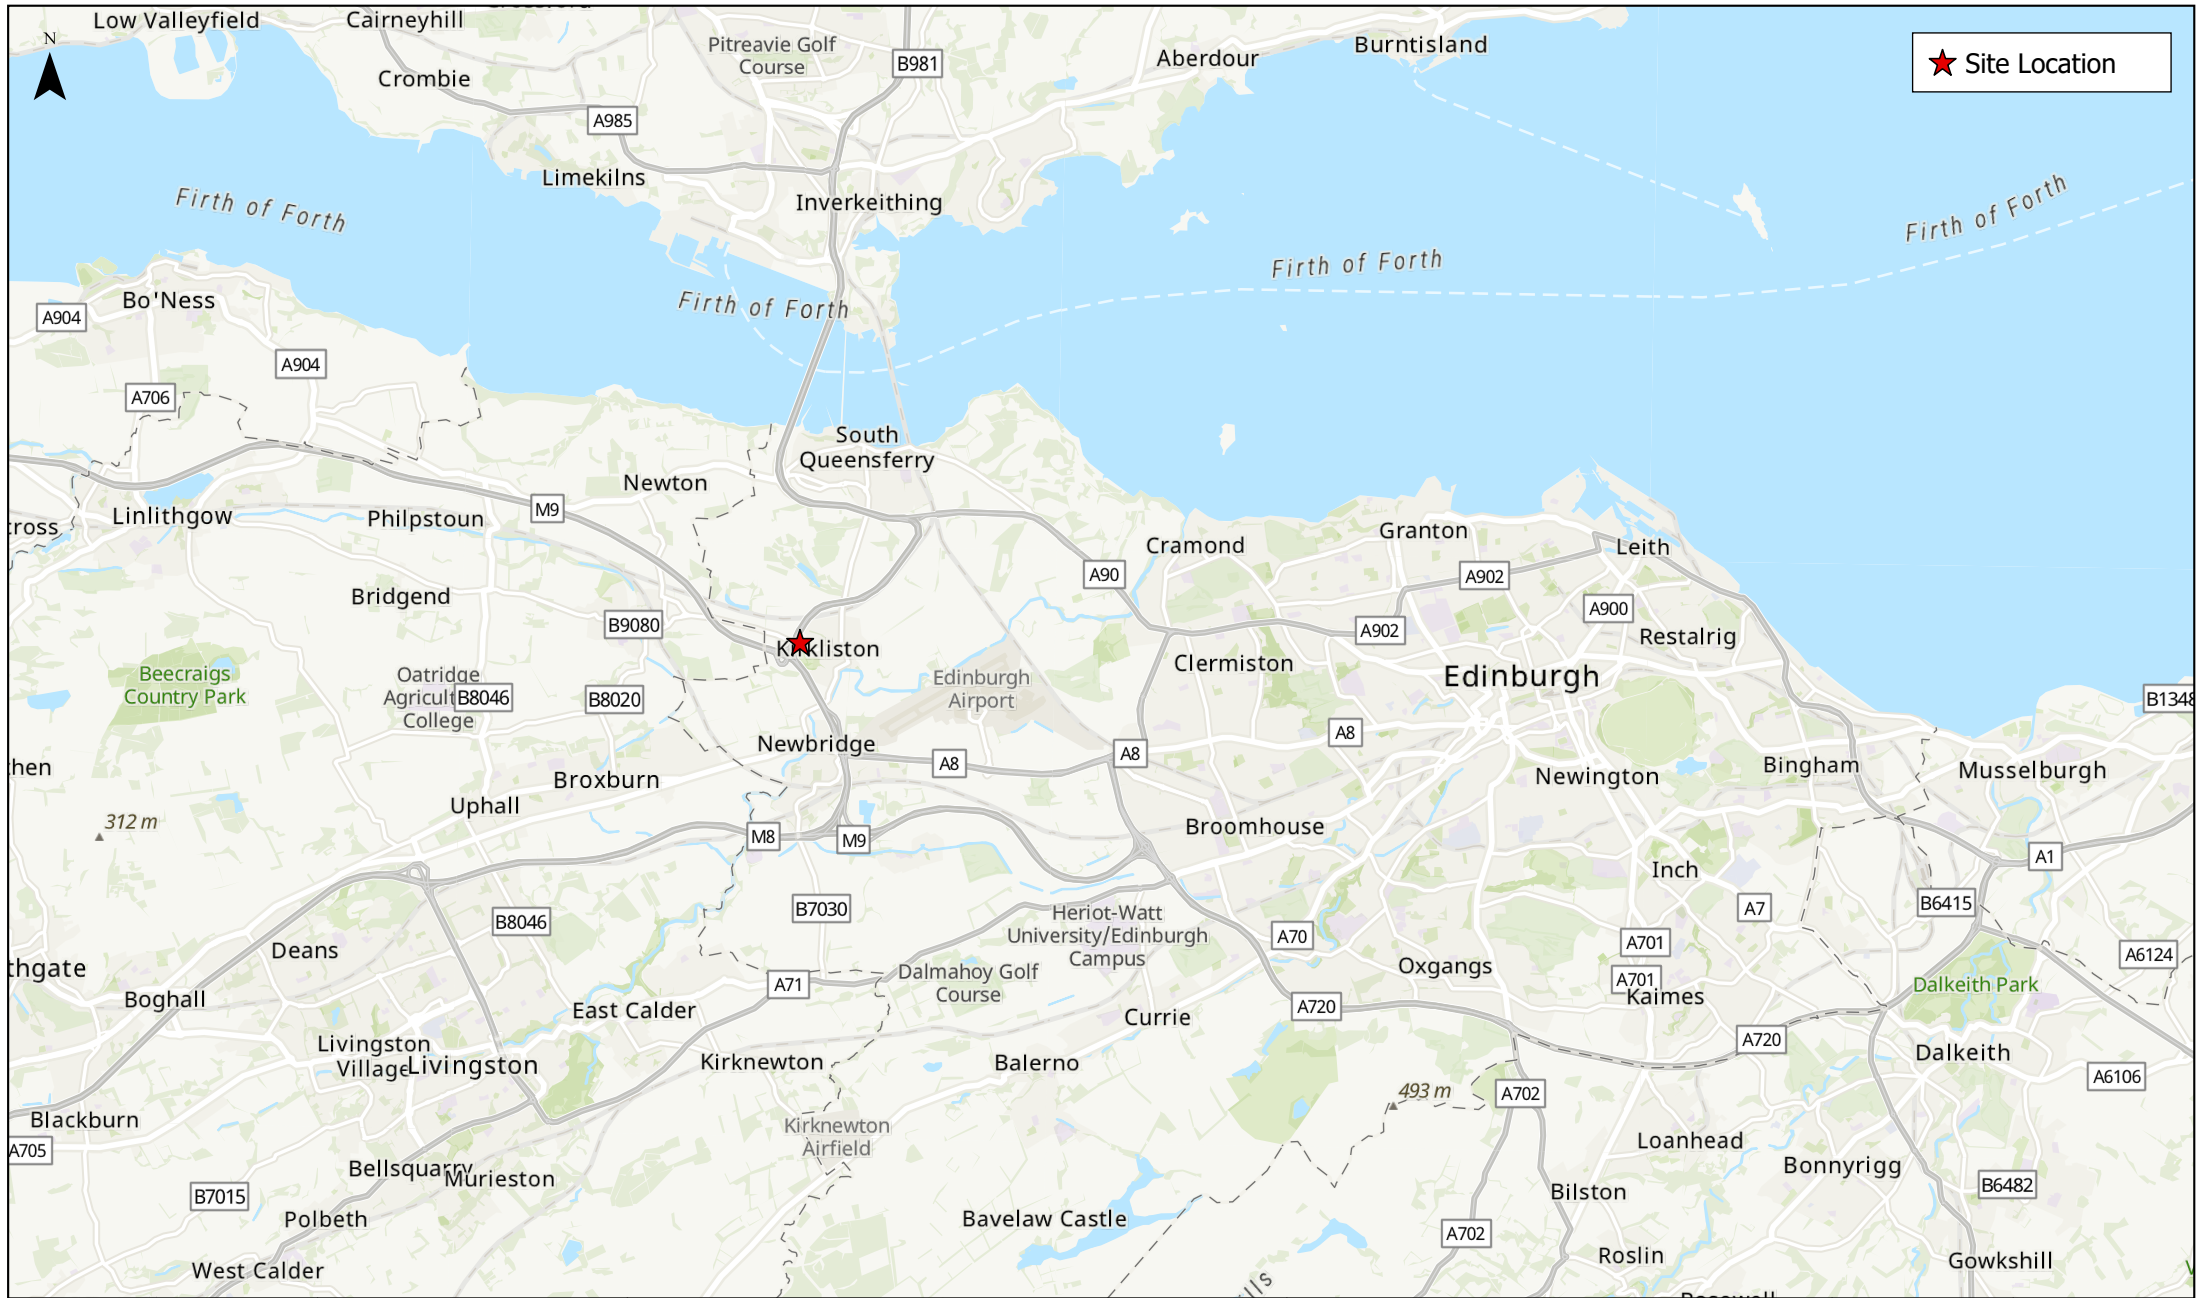 Low Valleyfield
Cairneyhill
N
Crombie
Pitreavie Golf
Course
B981
Aberdour
Burntisland
Site Location
A985
Limekilns
Inverkeithing
Firth of Forth
Firth of Forth
Firth of Forth
Firth of Forth
Bo'Ness
A904
A904
A706
South
Queensferry
Newton
M9
Linlithgow
Philpstoun
cross
Granton
Cramond
Leith
A90
A902
Bridgend
B9080
A900
A902
Restalrig
Kirkliston
Clermiston
Edinburgh
Beecraigs
Country Park
Oatridge
Agricult
College
B8046
B8020
Edinburgh
Airport
B1348
Newbridge
A8
A8
A8
Broxburn
Newington
Bingham
Musselburgh
hen
Uphall
312 m
M8
M9
Broomhouse
A1
Inch
B8046
B7030
Heriot-Watt
University/Edinburgh
Campus
A7
B6415
A70
A701
Deans
thgate
A71
Dalmahoy Golf
Course
Oxgangs
A701
Kaimes
A6124
Dalkeith Park
Boghall
East Calder
Currie
A720
A720
Livingston
Village
Livingston
Kirknewton
Balerno
Dalkeith
A6106
A702
493 m
Blackburn
A705
Kirknewton
Airfield
Loanhead
Bellsquarry
Murieston
Bonnyrigg
B7015
Bilston
B6482
Polbeth
Bavelaw Castle
A702
Roslin
Gowkshill
West Calder
ills